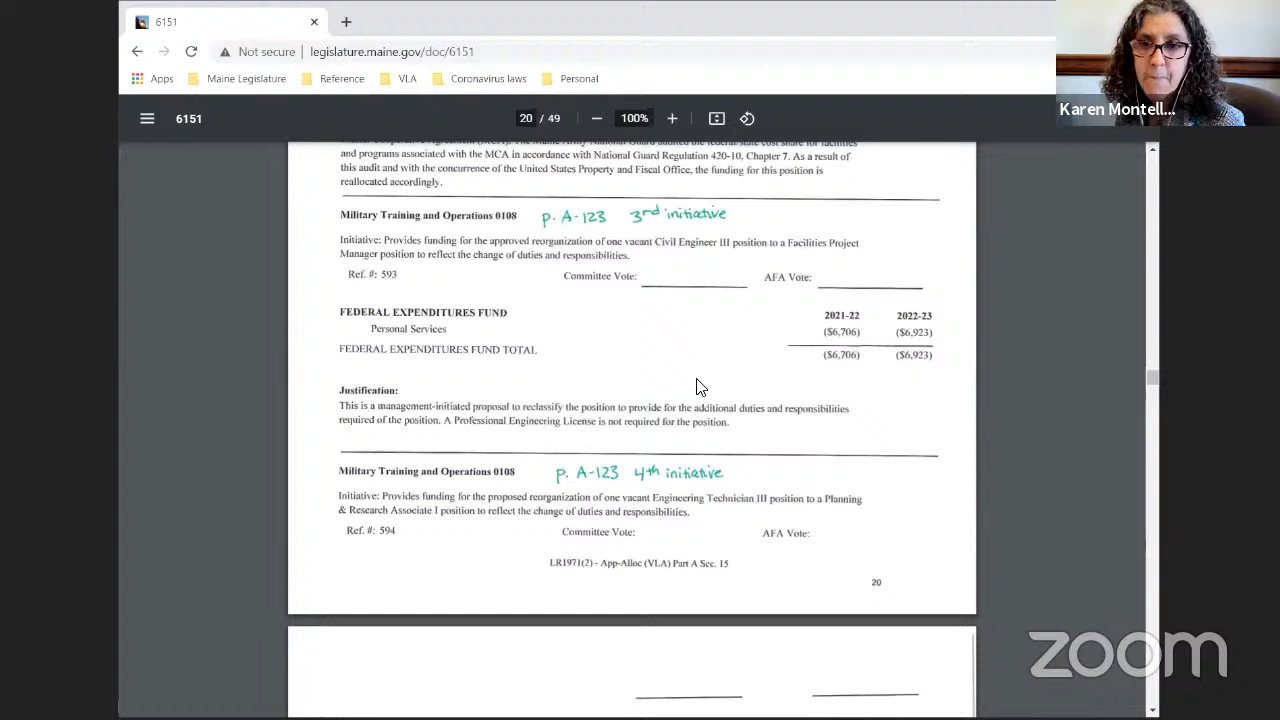 6151
Not secure | legislature.maine.gov/doc/6151
Apps Maine Legislature Reference VLA Coronavirus laws Personal
6151 20 / 49 100%
Karen Montell...
and programs associated with the MCA in accordance with National Guard Regulation 420-10, Chapter 7. As a result of
this audit and with the concurrence of the United States Property and Fiscal Office, the funding for this position is
reallocated accordingly.
Military Training and Operations 0108 p. A-123 3rd initiative
Initiative: Provides funding for the approved reorganization of one vacant Civil Engineer III position to a Facilities Project
Manager position to reflect the change of duties and responsibilities.
Ref. #: 593 Committee Vote: AFA Vote:
FEDERAL EXPENDITURES FUND 2021-22 2022-23
Personal Services ($6,706) ($6,923)
FEDERAL EXPENDITURES FUND TOTAL ($6,706) ($6,923)
Justification:
This is a management-initiated proposal to reclassify the position to provide for the additional duties and responsibilities
required of the position. A Professional Engineering License is not required for the position.
Military Training and Operations 0108 p. A-123 4th initiative
Initiative: Provides funding for the proposed reorganization of one vacant Engineering Technician III position to a Planning
& Research Associate I position to reflect the change of duties and responsibilities.
Ref. #: 594 Committee Vote: AFA Vote:
LR1971(2) - App-Alloc (VLA) Part A Sec. 15
20
zoom